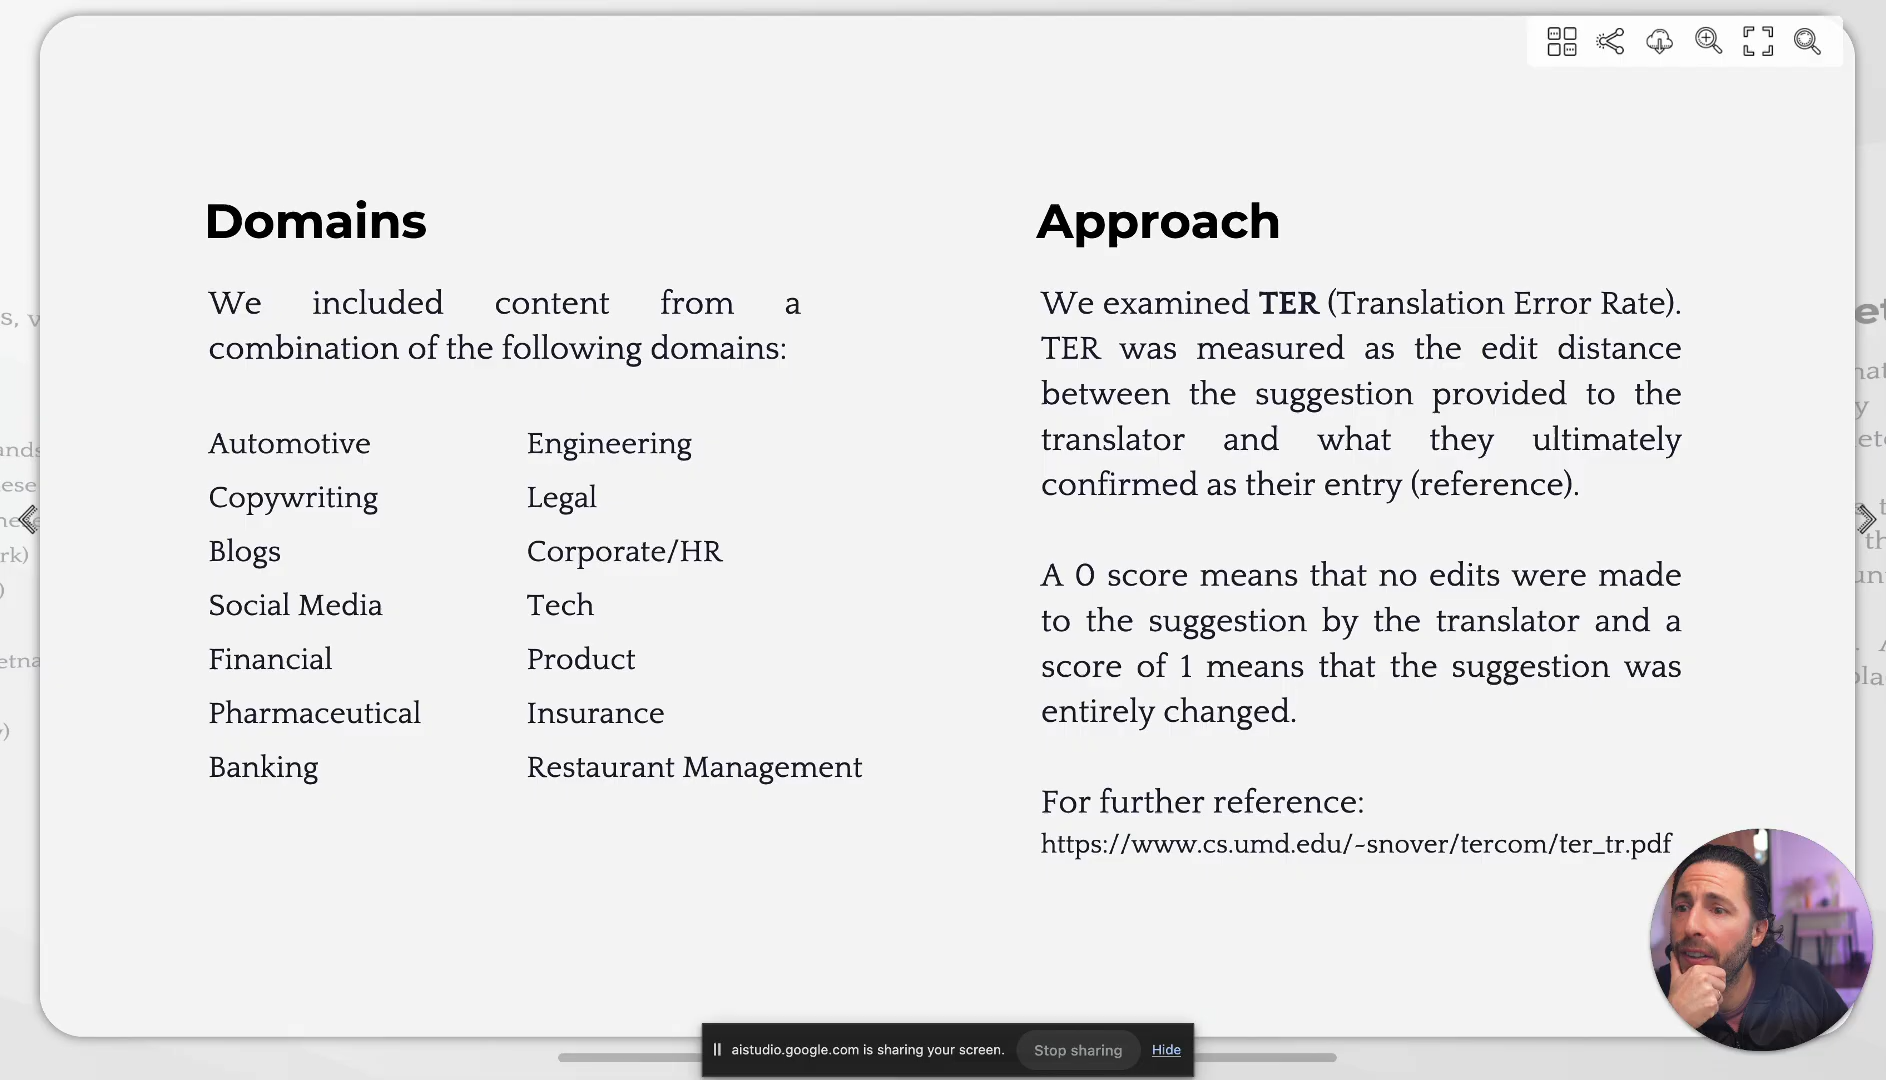 Domains
We included content from a
combination of the following domains:
Automotive
Copywriting
Blogs
Social Media
Financial
Pharmaceutical
Banking
Engineering
Legal
Corporate/HR
Tech
Product
Insurance
Restaurant Management
Approach
We examined TER (Translation Error Rate).
TER was measured as the edit distance
between the suggestion provided to the
translator and what they ultimately
confirmed as their entry (reference).
A 0 score means that no edits were made
to the suggestion by the translator and a
score of 1 means that the suggestion was
entirely changed.
For further reference:
https://www.cs.umd.edu/~snover/tercom/ter_tr.pdf
aistudio.google.com is sharing your screen.
Stop sharing
Hide